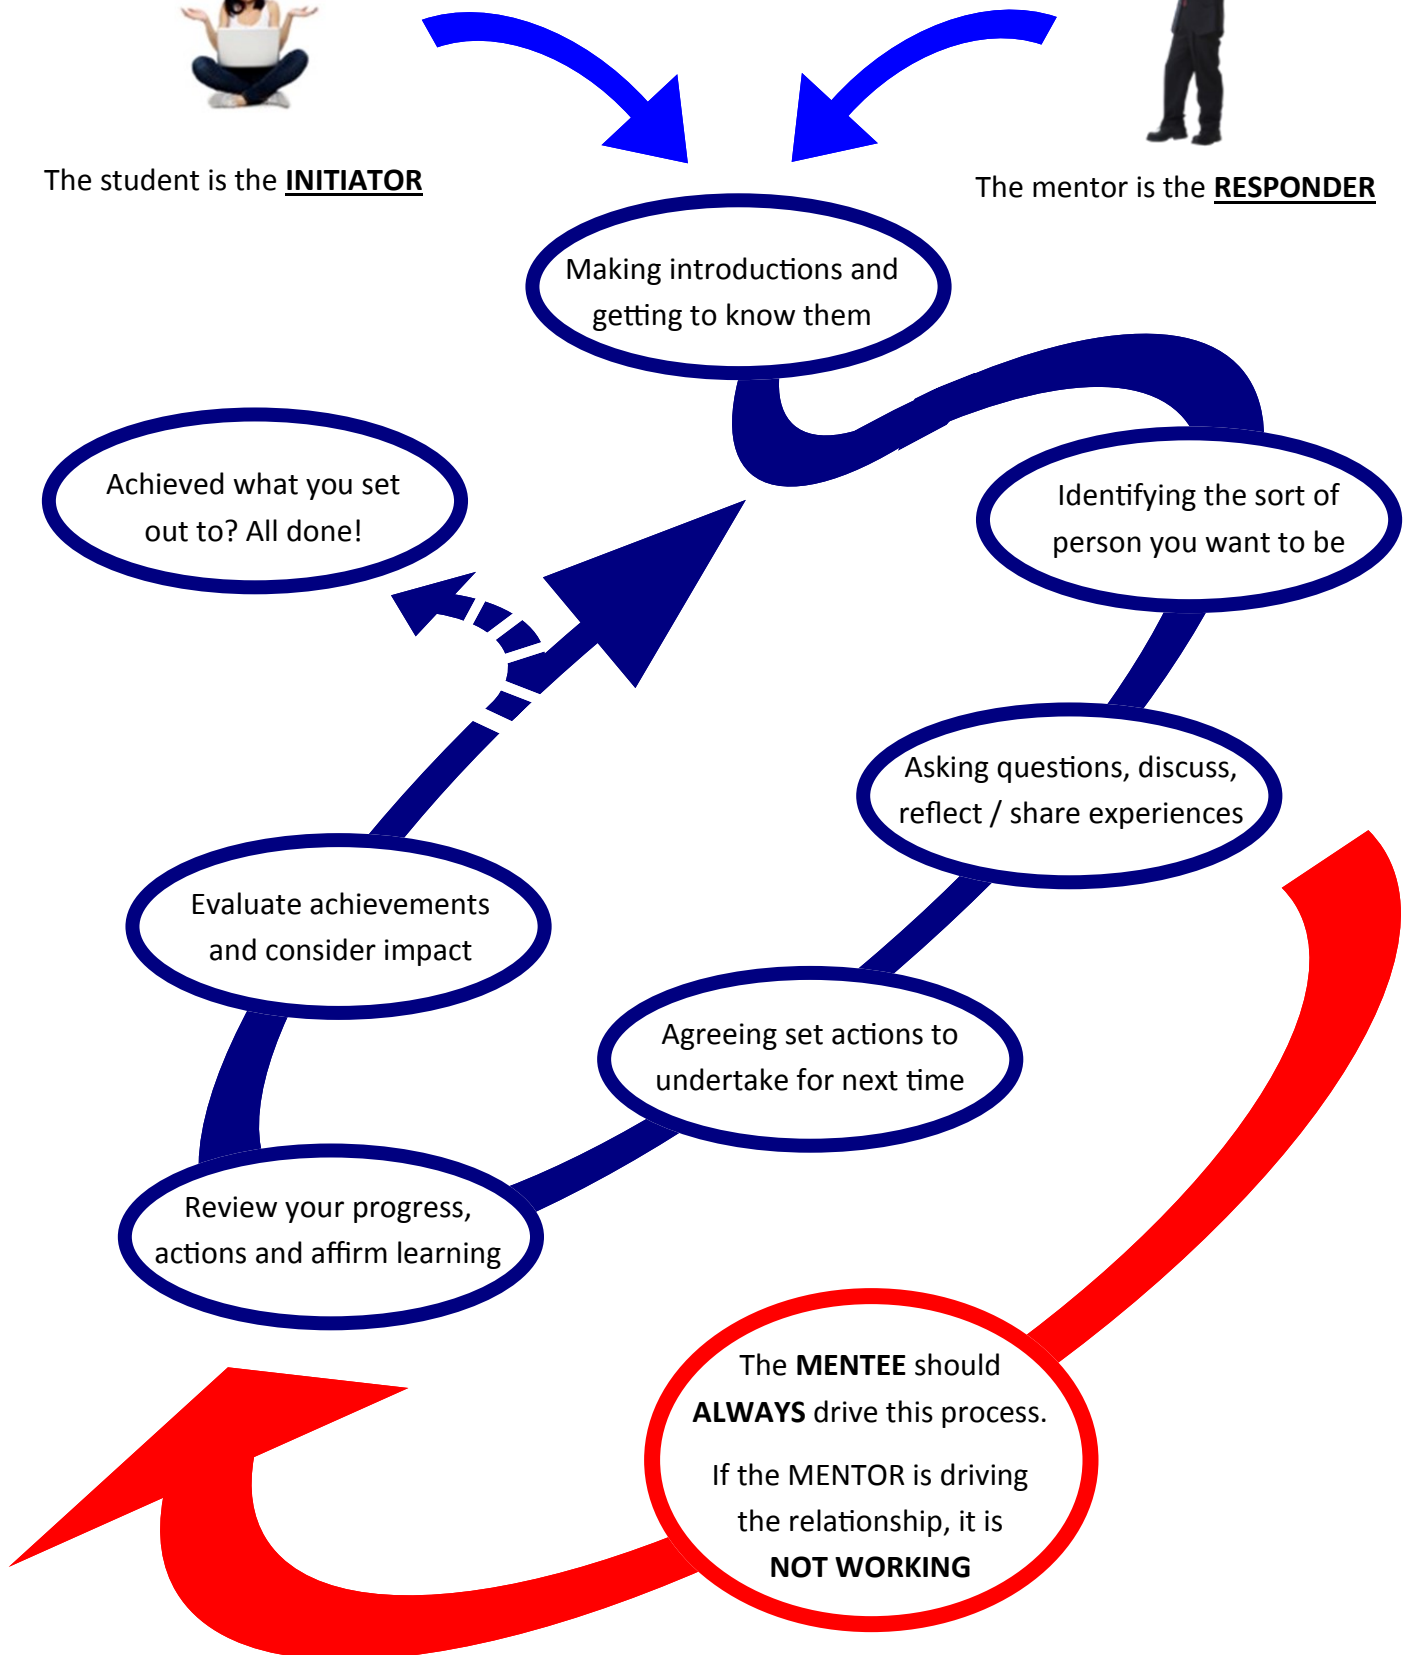 The student is the INITIATOR
The mentor is the RESPONDER
Making introductions and
getting to know them
Identifying the sort of
person you want to be
Achieved what you set
out to? All done!
Asking questions, discuss,
reflect / share experiences
Evaluate achievements
and consider impact
Agreeing set actions to
undertake for next time
Review your progress,
actions and affirm learning
The MENTEE should
ALWAYS drive this process.
If the MENTOR is driving
the relationship, it is
NOT WORKING